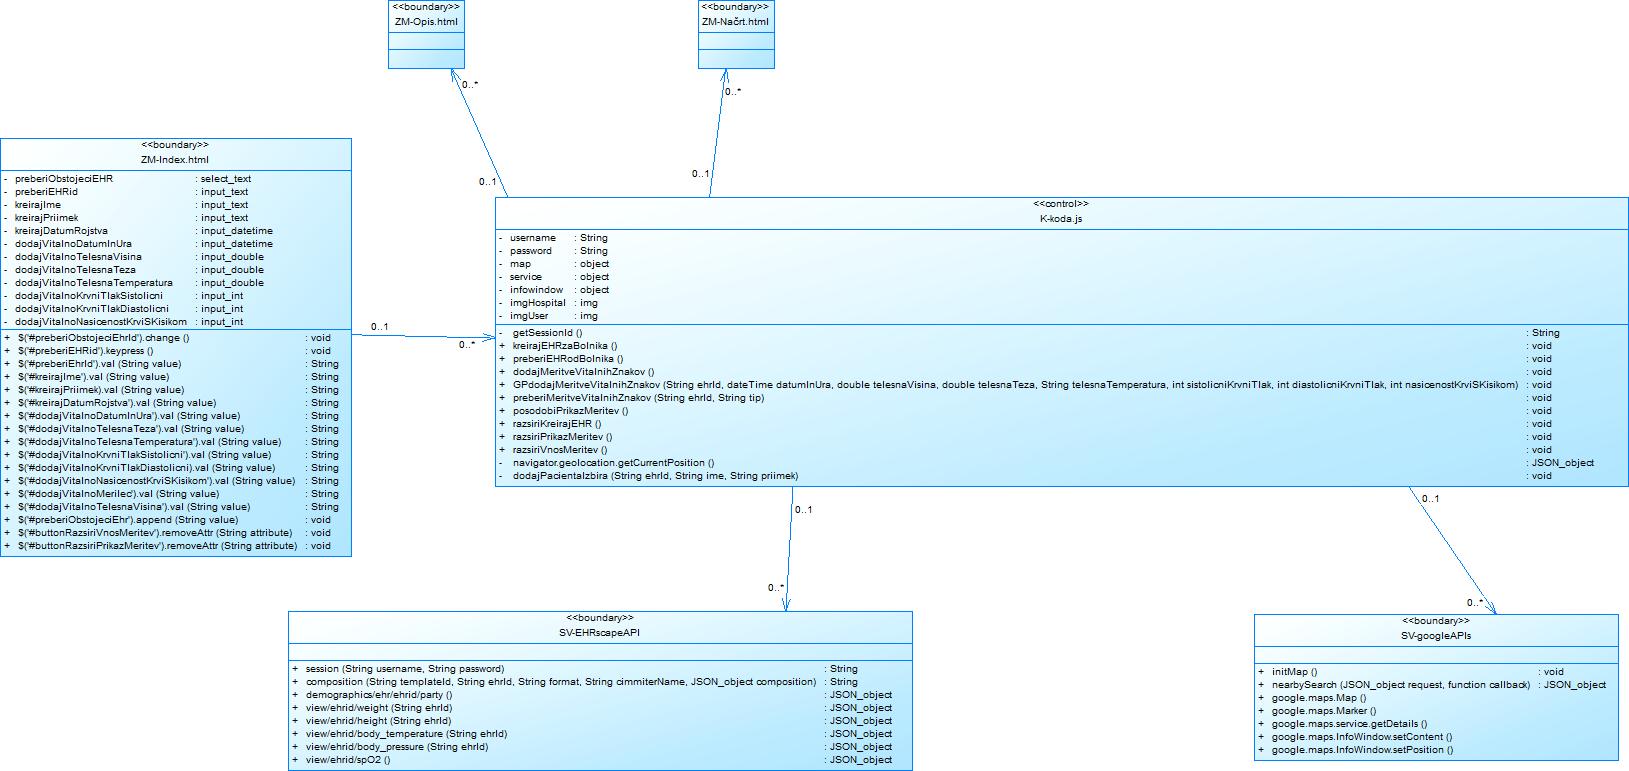 <<boundary>>
ZM-Opis.html
<<boundary>>
ZM-Načrt.html
0..*
0..*
0..1
0..1
<<boundary>>
ZM-Index.html
- preberiObstojeciEHR : select_text
- preberiEHRid : input_text
- kreirajIme : input_text
- kreirajPriimek : input_text
- kreirajDatumRojstva : input_datetime
- dodajVitalnoDatumInUra : input_datetime
- dodajVitalnoTelesnaVisina : input_double
- dodajVitalnoTelesnaTeza : input_double
- dodajVitalnoTelesnaTemperatura : input_double
- dodajVitalnoKrvniTlakSistolicni : input_int
- dodajVitalnoKrvniTlakDiastolicni : input_int
- dodajVitalnoNasicenostKrviSKisikom : input_int
+ $('#preberiObstojeciEhrId').change () : void
+ $('#preberiEHRid').keypress () : void
+ $('#preberiEhrId').val (String value) : String
+ $('#kreirajIme').val (String value) : String
+ $('#kreirajPriimek).val (String value) : String
+ $('#kreirajDatumRojstva').val (String value) : String
+ $('#dodajVitalnoDatumInUra').val (String value) : String
+ $('#dodajVitalnoTelesnaTeza').val (String value) : String
+ $('#dodajVitalnoTelesnaTemperatura').val (String value) : String
+ $('#dodajVitalnoKrvniTlakSistolicni').val (String value) : String
+ $('#dodajVitalnoKrvniTlakDiastolicni).val (String value) : String
+ $('#dodajVitalnoNasicenostKrviSKisikom').val (String value) : String
+ $('#dodajVitalnoMerilec').val (String value) : String
+ $('#dodajVitalnoTelesnaVisina').val (String value) : String
+ $('#preberiObstojeciEhr').append (String value) : void
+ $('#buttonRazsiriVnosMeritev').removeAttr (String attribute) : void
+ $('#buttonRazsiriPrikazMeritev').removeAttr (String attribute) : void
0..1
0..*
<<control>>
K-koda.js
- username : String
- password : String
- map : object
- service : object
- infowindow : object
- imgHospital : img
- imgUser : img
- getSessionId () : String
+ kreirajEHRzaBolnika () : void
+ preberiEHRodBolnika () : void
+ dodajMeritveVitalnihZnakov () : void
+ GPdodajMeritveVitalnihZnakov (String ehrId, dateTime datumInUra, double telesnaVisina, double telesnaTeza, String telesnaTemperatura, int sistolicniKrvniTlak, int diastolicniKrvniTlak, int nasicenostKrviSKisikom) : void
+ preberiMeritveVitalnihZnakov (String ehrId, String tip) : void
+ posodobiPrikazMeritev () : void
+ razsiriKreirajEHR () : void
+ razsiriPrikazMeritev () : void
+ razsiriVnosMeritev () : void
- navigator.geolocation.getCurrentPosition () : JSON_object
- dodajPacientaIzbira (String ehrId, String ime, String priimek) : void
0..1
0..1
0..*
0..*
<<boundary>>
SV-EHRscapeAPI
+ session (String username, String password) : String
+ composition (String templateId, String ehrId, String format, String cimmiterName, JSON_object composition) : String
+ demographics/ehr/ehrid/party () : JSON_object
+ view/ehrid/weight (String ehrId) : JSON_object
+ view/ehrid/height (String ehrId) : JSON_object
+ view/ehrid/body_temperature (String ehrId) : JSON_object
+ view/ehrid/body_pressure (String ehrId) : JSON_object
+ view/ehrid/spO2 () : JSON_object
<<boundary>>
SV-googleAPIs
+ initMap () : void
+ nearbySearch (JSON_object request, function callback) : JSON_object
+ google.maps.Map ()
+ google.maps.Marker ()
+ google.maps.service.getDetails ()
+ google.maps.InfoWindow.setContent ()
+ google.maps.InfoWindow.setPosition ()